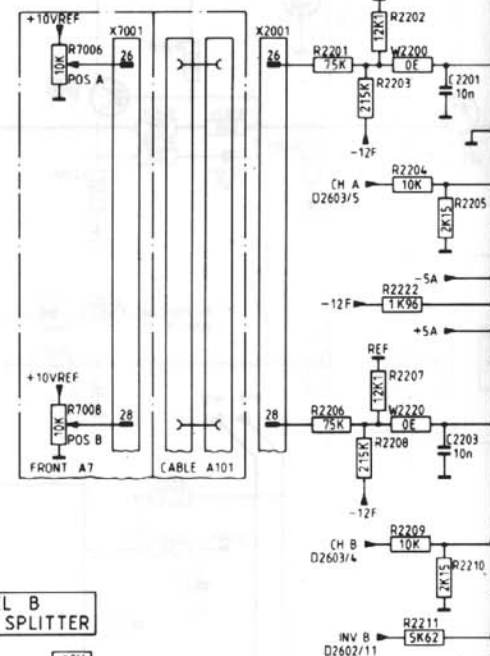 +10VREF
R7006
10K
POS A
X7001
26
X2001
26
R2201
75K
12K1
R2202
W2200
0E
215K
R2203
-12F
C2201
10n
CH A
D2603/5
R2204
10K
2K15
R2205
-5A
R2222
-12F
1K96
+5A
+10VREF
R7008
10K
POS B
28
28
FRONT A7
CABLE A101
R2206
75K
REF
12K1
R2207
W2220
0E
215K
R2208
-12F
C2203
10n
CH B
D2603/4
R2209
10K
2K15
R2210
L B
SPLITTER
INV B
D2602/11
R2211
5K62